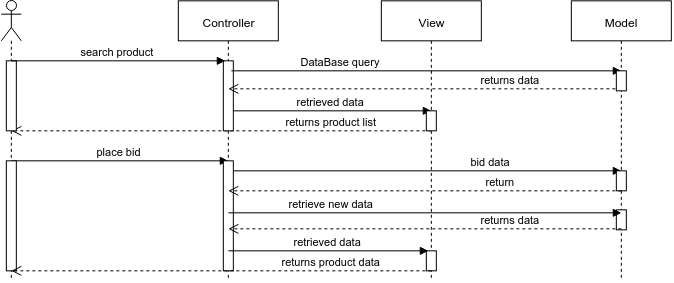 Controller
View
Model
search product
DataBase query
returns data
retrieved data
returns product list
place bid
bid data
return
retrieve new data
returns data
retrieved data
returns product data